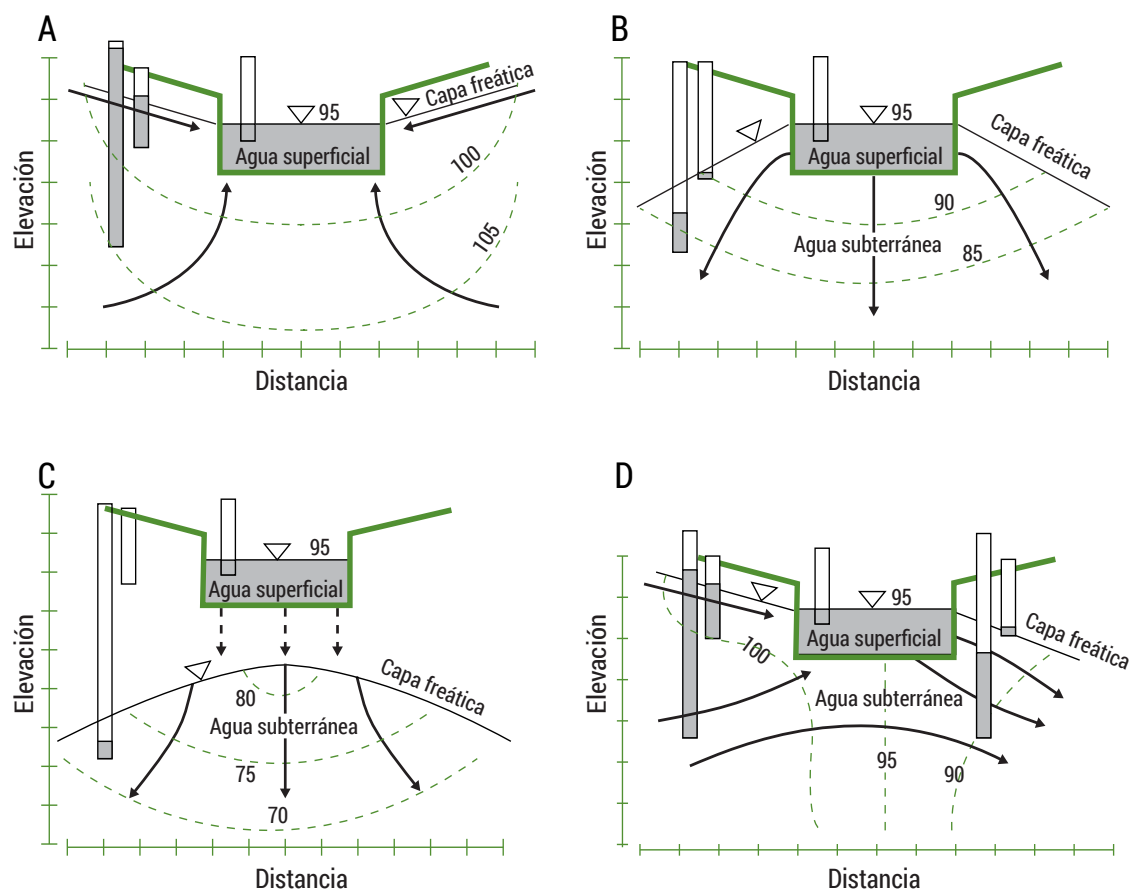 A
Elevación
95
Capa freática
Agua superficial
100
105
Distancia
B
Elevación
95
Capa freática
Agua superficial
90
Agua subterránea
85
Distancia
C
Elevación
95
Agua superficial
Capa freática
80
Agua subterránea
75
70
Distancia
D
Elevación
95
Agua superficial
Capa freática
100
Agua subterránea
95
90
Distancia